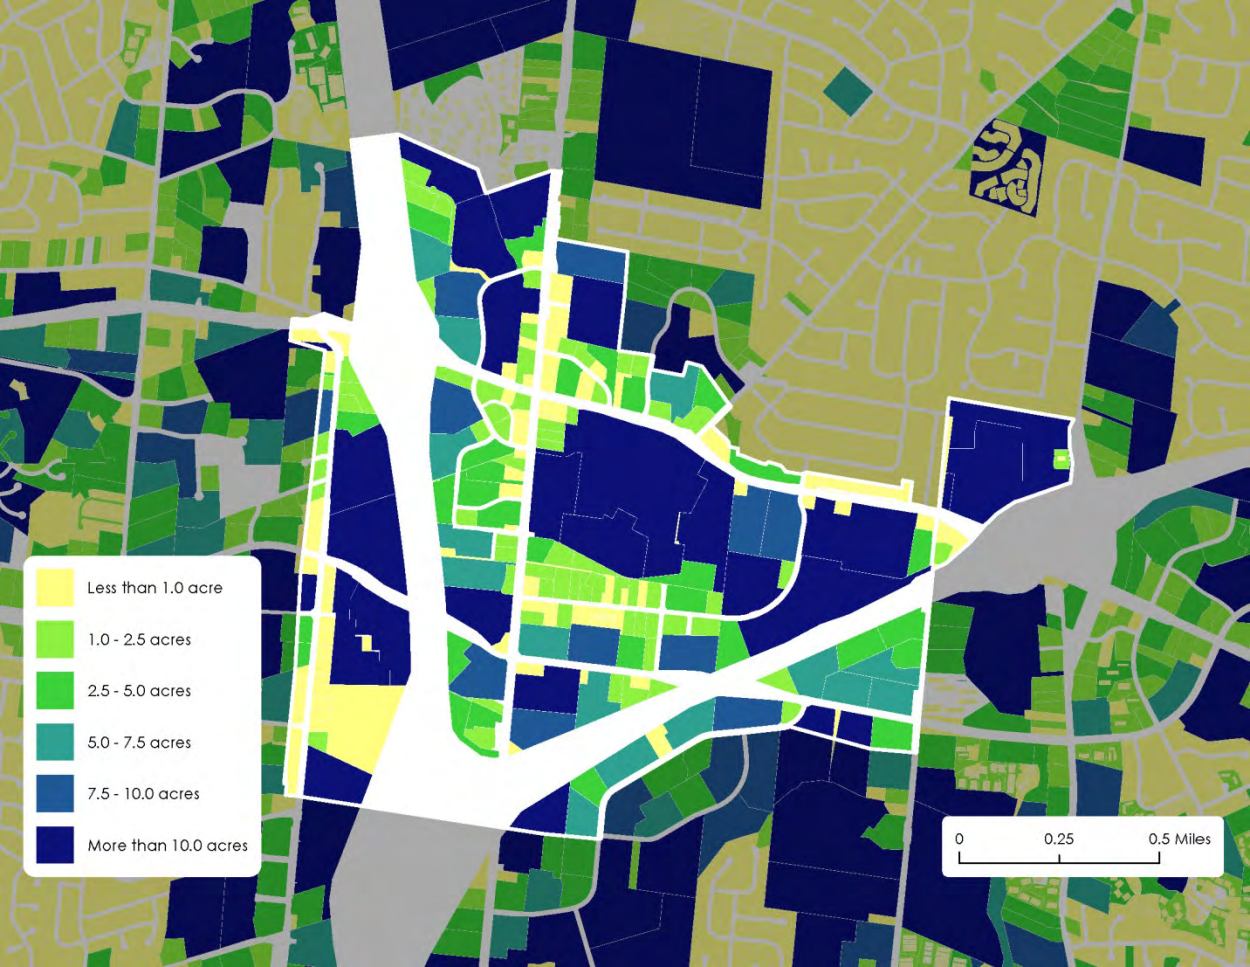 Less than 1.0 acre
1.0 - 2.5 acres
2.5 - 5.0 acres
5.0 - 7.5 acres
7.5 - 10.0 acres
More than 10.0 acres
0 0.25 0.5 Miles